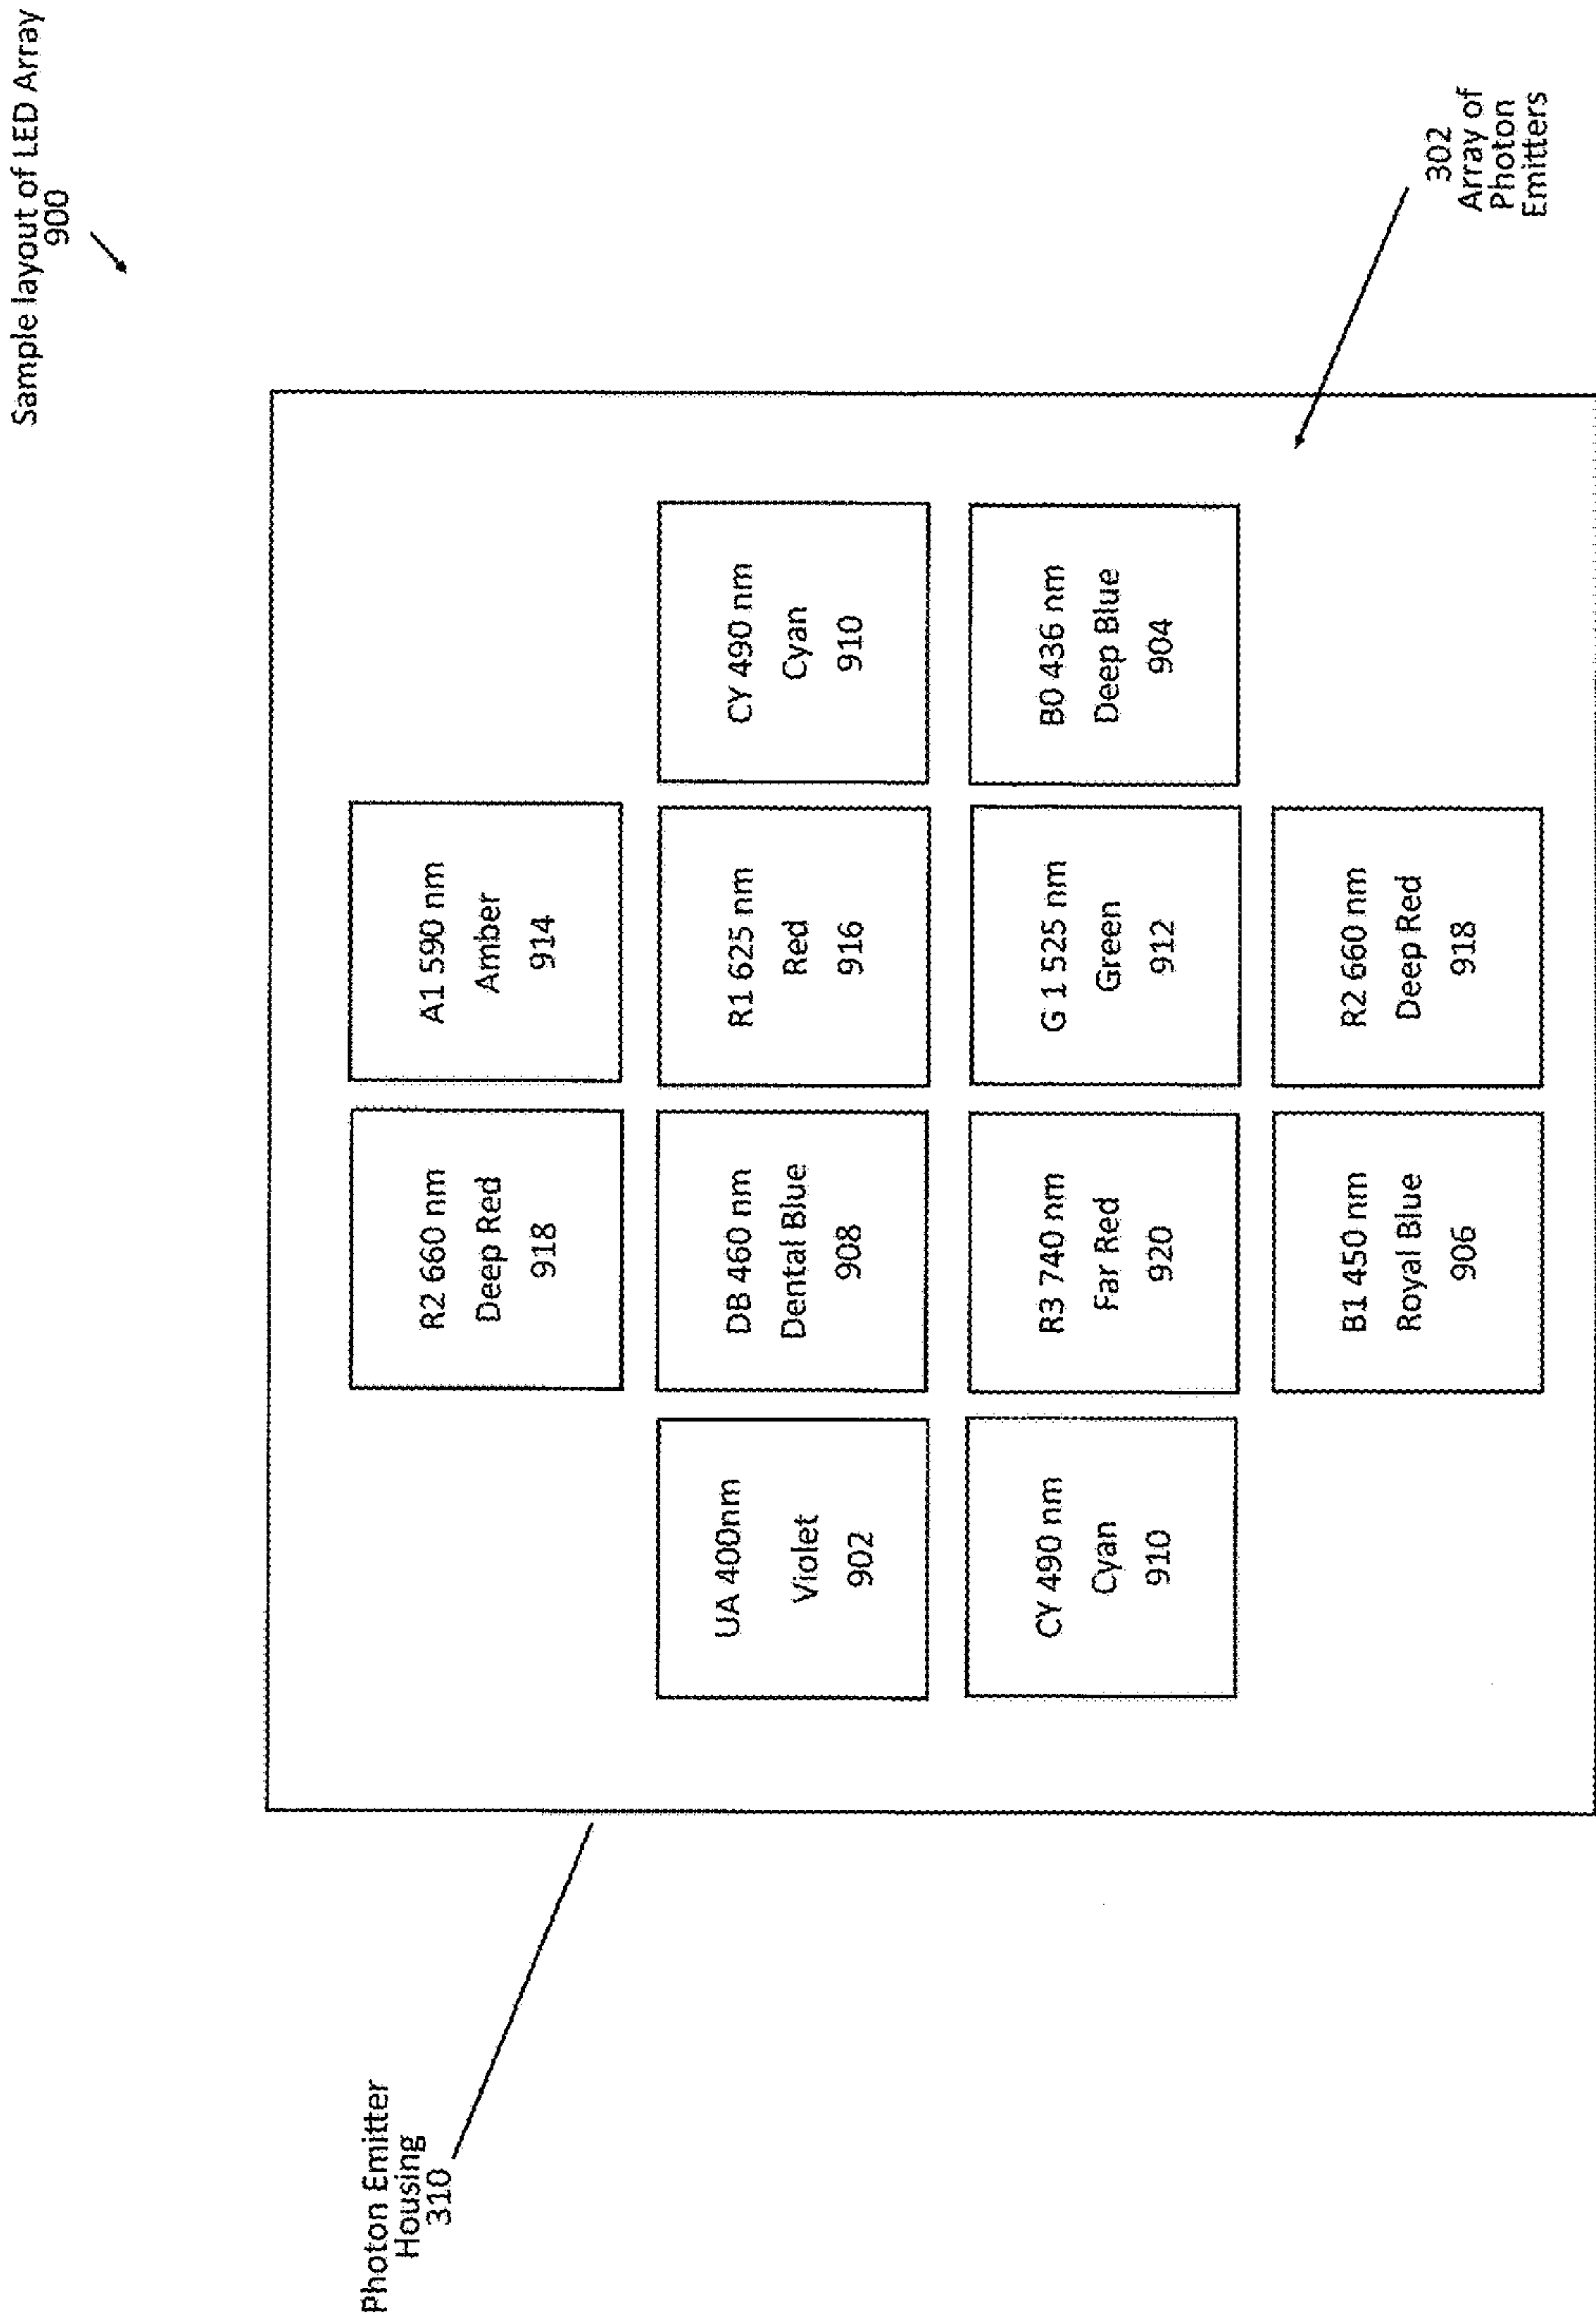 Sample layout of LED Array
900
Photon Emitter
Housing
310
R2 660 nm
Deep Red
918
A1 590 nm
Amber
914
UA 400nm
Violet
902
DB 460 nm
Dental Blue
908
R1 625 nm
Red
916
CY 490 nm
Cyan
910
CY 490 nm
Cyan
910
R3 740 nm
Far Red
920
G 1 525 nm
Green
912
B0 436 nm
Deep Blue
904
B1 450 nm
Royal Blue
906
R2 660 nm
Deep Red
918
302
Array of
Photon
Emitters